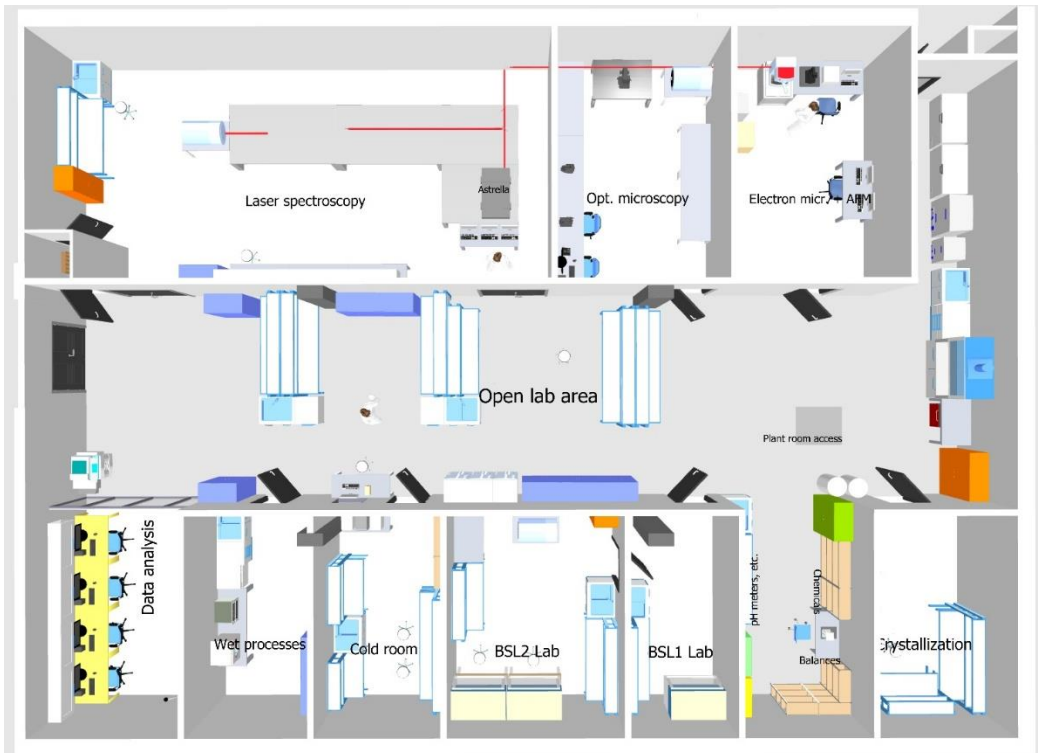 Astrella
Laser spectroscopy
Opt. microscopy
Electron micr. + AFM
Open lab area
Plant room access
Data analysis
pH meters, etc.
Chemicals
Wet processes
Cold room
BSL2 Lab
BSL1 Lab
Balances
Crystallization